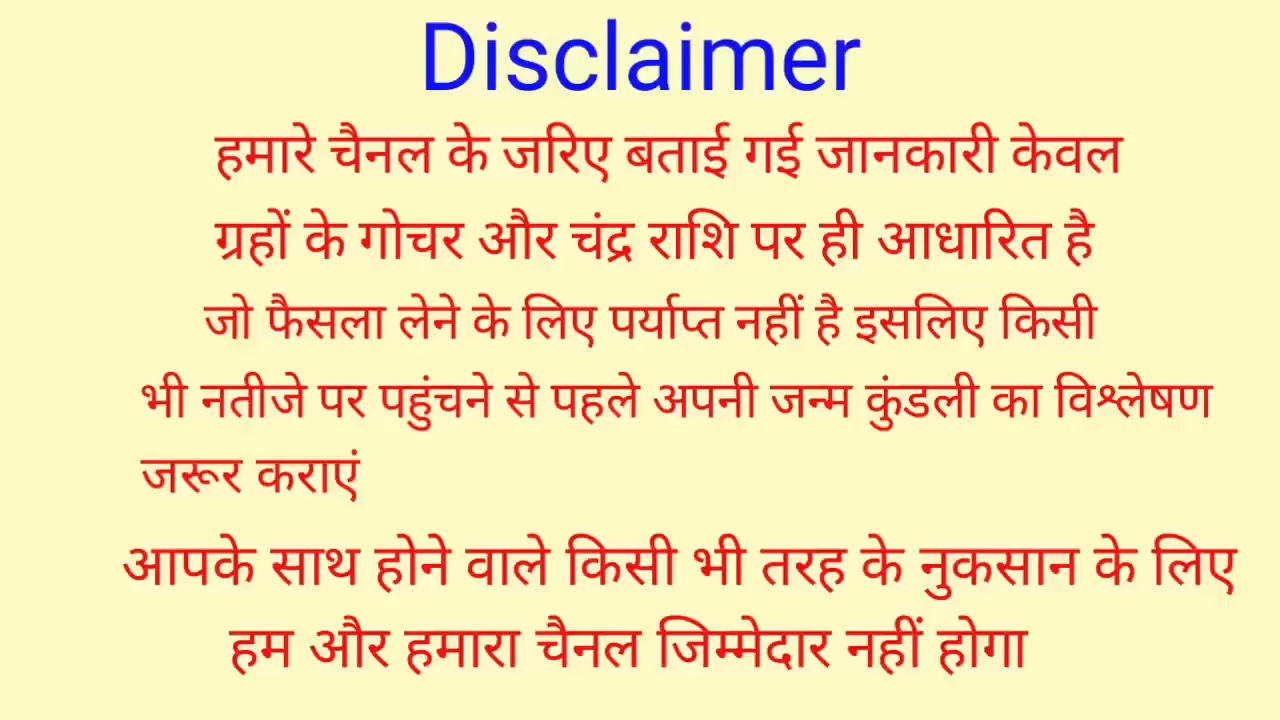 Disclaimer
हमारे चैनल के जरिए बताई गई जानकारी केवल
ग्रहों के गोचर और चंद्र राशि पर ही आधारित है
जो फैसला लेने के लिए पर्याप्त नहीं है इसलिए किसी
भी नतीजे पर पहुंचने से पहले अपनी जन्म कुंडली का विश्लेषण
जरूर कराएं
आपके साथ होने वाले किसी भी तरह के नुकसान के लिए
हम और हमारा चैनल जिम्मेदार नहीं होगा